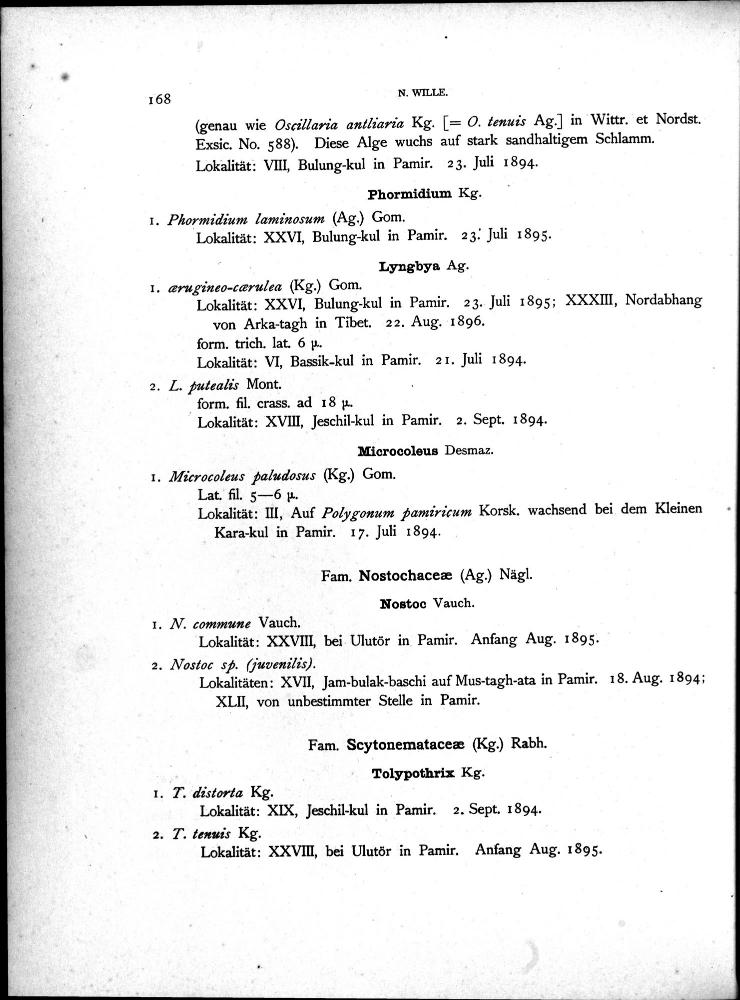 168
N. WILLE.
(genau wie Oscillaria antliaria Kg. [= O. tenuis Ag.] in Wittr. et Nordst.
Exsic. No. 588). Diese Alge wuchs auf stark sandhaltigem Schlamm.
Lokalität: VIII, Bulung-kul in Pamir. 23. Juli 1894.
Phormidium Kg.
1. Phormidium laminosum (Ag.) Gom.
Lokalität: XXVI, Bulung-kul in Pamir. 23. Juli 1895.
Lyngbya Ag.
1. ærugineo-cærulea (Kg.) Gom.
Lokalität: XXVI, Bulung-kul in Pamir. 23. Juli 1895; XXXIII, Nordabhang
von Arka-tagh in Tibet. 22. Aug. 1896.
form. trich. lat. 6 µ.
Lokalität: VI, Bassik-kul in Pamir. 21. Juli 1894.
2. L. putealis Mont.
form. fil. crass. ad 18 µ.
Lokalität: XVIII, Jeschil-kul in Pamir. 2. Sept. 1894.
Microcoleus Desmaz.
1. Microcoleus paludosus (Kg.) Gom.
Lat. fil. 5—6 µ.
Lokalität: III, Auf Polygonum pamiricum Korsk. wachsend bei dem Kleinen
Kara-kul in Pamir. 17. Juli 1894.
Fam. Nostochaceæ (Ag.) Nägl.
Nostoc Vauch.
1. N. commune Vauch.
Lokalität: XXVIII, bei Ulutör in Pamir. Anfang Aug. 1895.
2. Nostoc sp. (juvenilis).
Lokalitäten: XVII, Jam-bulak-baschi auf Mus-tagh-ata in Pamir. 18. Aug. 1894;
XLII, von unbestimmter Stelle in Pamir.
Fam. Scytonemataceæ (Kg.) Rabh.
Tolypothrix Kg.
1. T. distorta Kg.
Lokalität: XIX, Jeschil-kul in Pamir. 2. Sept. 1894.
2. T. tenuis Kg.
Lokalität: XXVIII, bei Ulutör in Pamir. Anfang Aug. 1895.